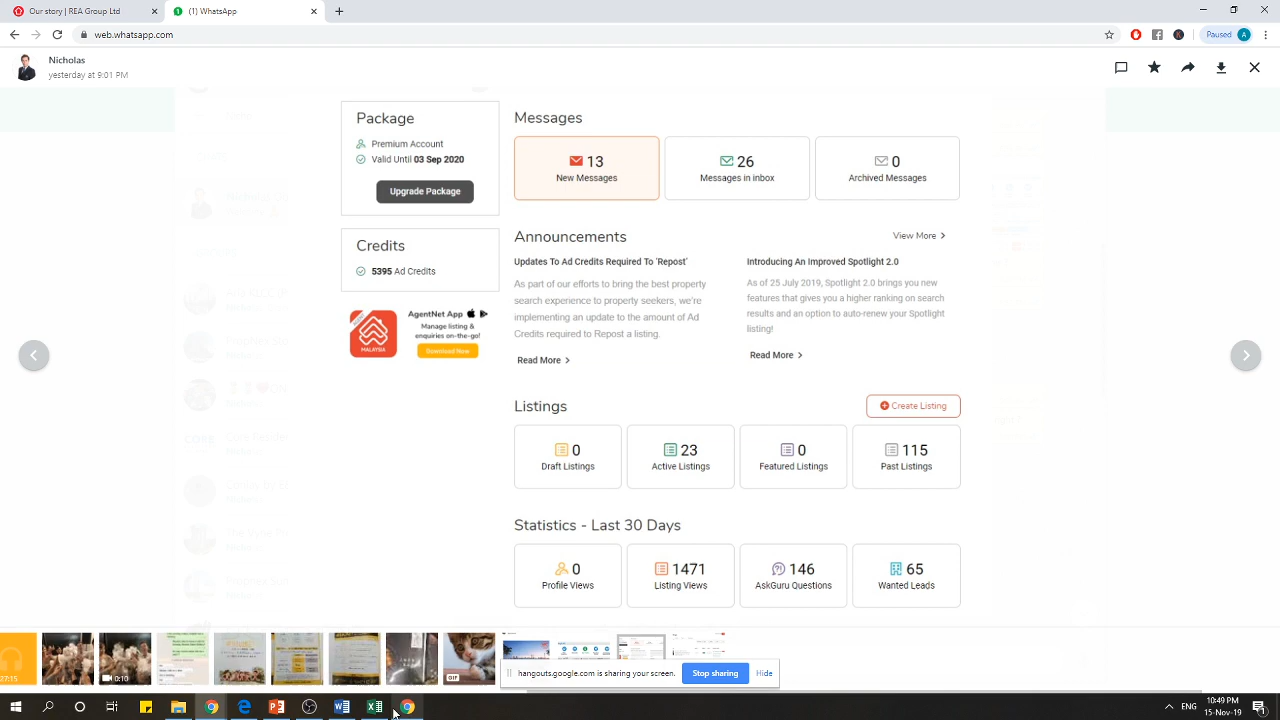 Our story | REA Group Ltd
(1) WhatsApp
web.whatsapp.com
Paused
A
Nicholas
yesterday at 9:01 PM
Package
Premium Account
Valid Until 03 Sep 2020
Upgrade Package
Credits
5395 Ad Credits
MALAYSIA
AgentNet App
Manage listing &
enquiries on-the-go!
Download Now
Messages
13
New Messages
26
Messages in inbox
0
Archived Messages
Announcements
View More
Updates To Ad Credits Required To 'Repost'
As part of our efforts to bring the best property
search experience to property seekers, we're
implementing an update to the amount of Ad
Credits required to Repost a listing.
Read More
Introducing An Improved Spotlight 2.0
As of 25 July 2019, Spotlight 2.0 brings you new
features that gives you a higher ranking on search
results and an option to auto-renew your Spotlight
listing!
Read More
Listings
Create Listing
0
Draft Listings
23
Active Listings
0
Featured Listings
115
Past Listings
Statistics - Last 30 Days
0
Profile Views
1471
Listing Views
146
AskGuru Questions
65
Wanted Leads
27:15
0:10
GIF
hangouts.google.com is sharing your screen.
Stop sharing
Hide
ENG
10:49 PM
15-Nov-19